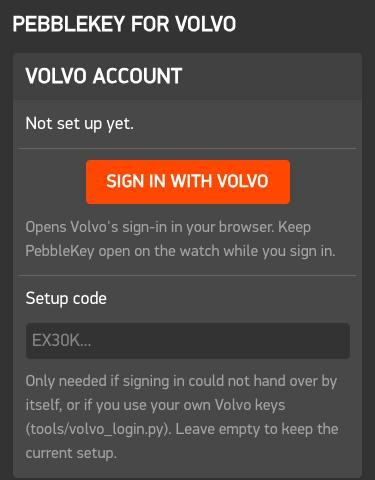 PEBBLEKEY FOR VOLVO
VOLVO ACCOUNT
Not set up yet.
SIGN IN WITH VOLVO
Opens Volvo's sign-in in your browser. Keep
PebbleKey open on the watch while you sign in.
Setup code
EX30K...
Only needed if signing in could not hand over by
itself, or if you use your own Volvo keys
(tools/volvo_login.py). Leave empty to keep the
current setup.